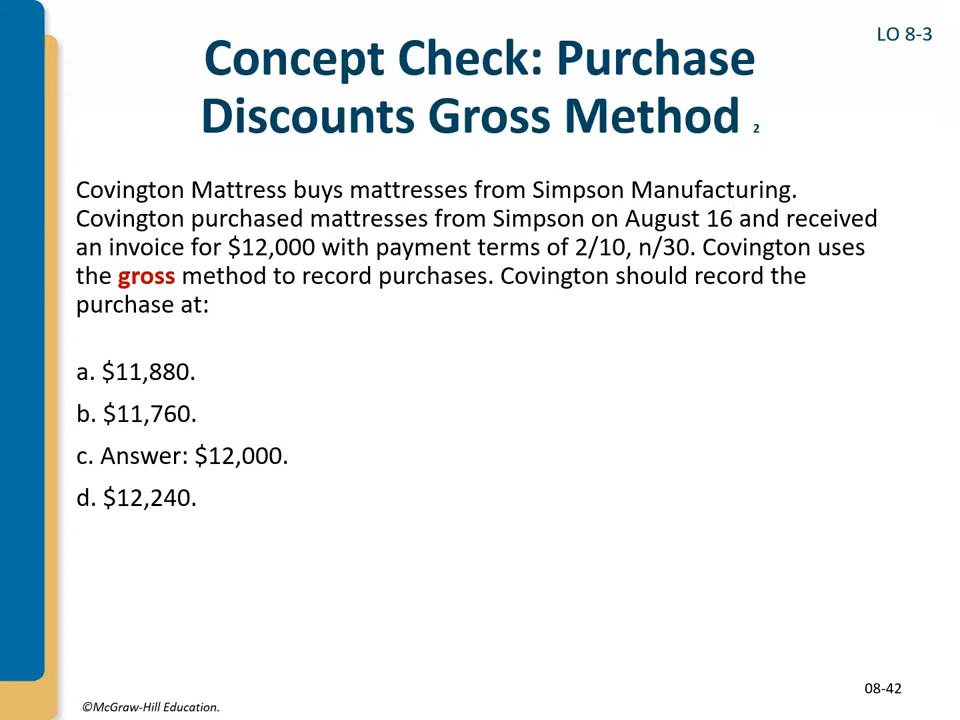 LO 8-3
Concept Check: Purchase
Discounts Gross Method 2
Covington Mattress buys mattresses from Simpson Manufacturing.
Covington purchased mattresses from Simpson on August 16 and received
an invoice for $12,000 with payment terms of 2/10, n/30. Covington uses
the gross method to record purchases. Covington should record the
purchase at:
a. $11,880.
b. $11,760.
c. Answer: $12,000.
d. $12,240.
08-42
©McGraw-Hill Education.